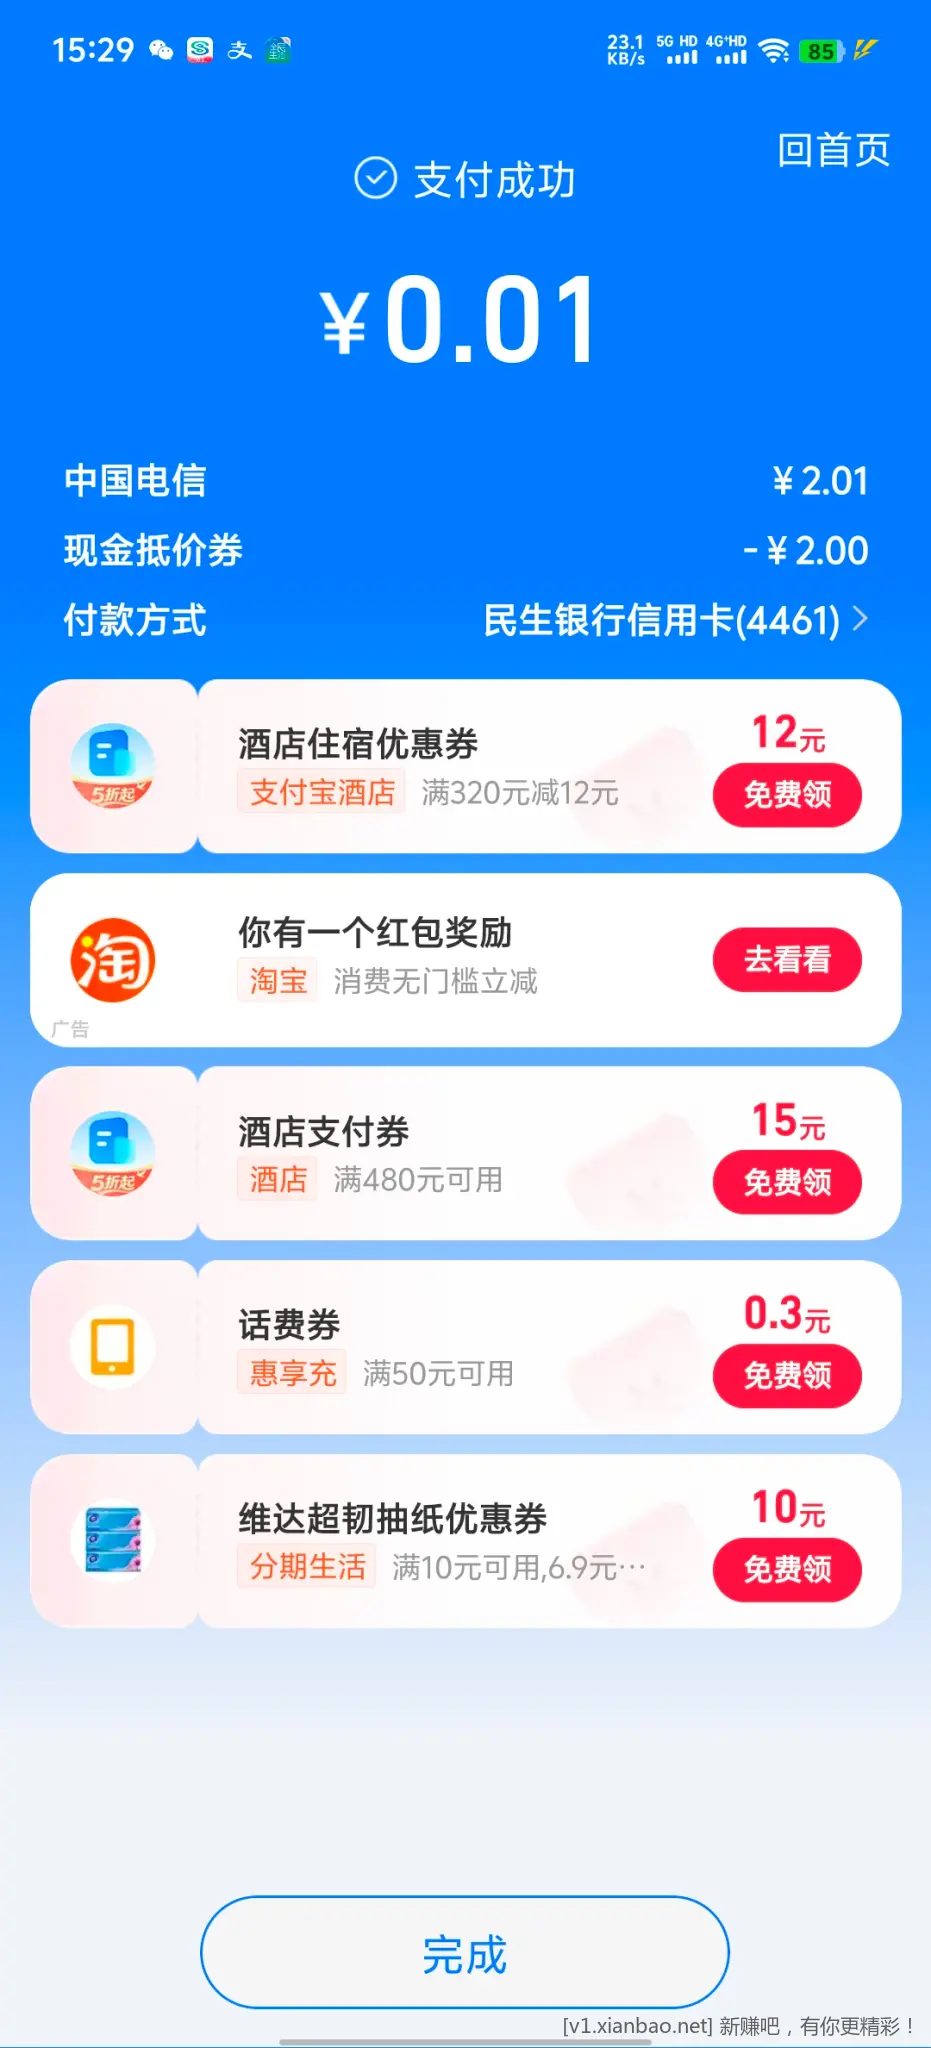 15:29
23.1 KB/s 5G HD 4G+HD 85
回首页
支付成功
¥0.01
中国电信 ¥2.01
现金抵价券 -¥2.00
付款方式 民生银行信用卡(4461)
酒店住宿优惠券 12元
5折起 支付宝酒店 满320元减12元 免费领
你有一个红包奖励
淘 淘宝 消费无门槛立减 去看看
广告
酒店支付券 15元
5折起 酒店 满480元可用 免费领
话费券 0.3元
惠享充 满50元可用 免费领
维达超韧抽纸优惠券 10元
分期生活 满10元可用,6.9元… 免费领
完成
[v1.xianbao.net] 新赚吧，有你更精彩！